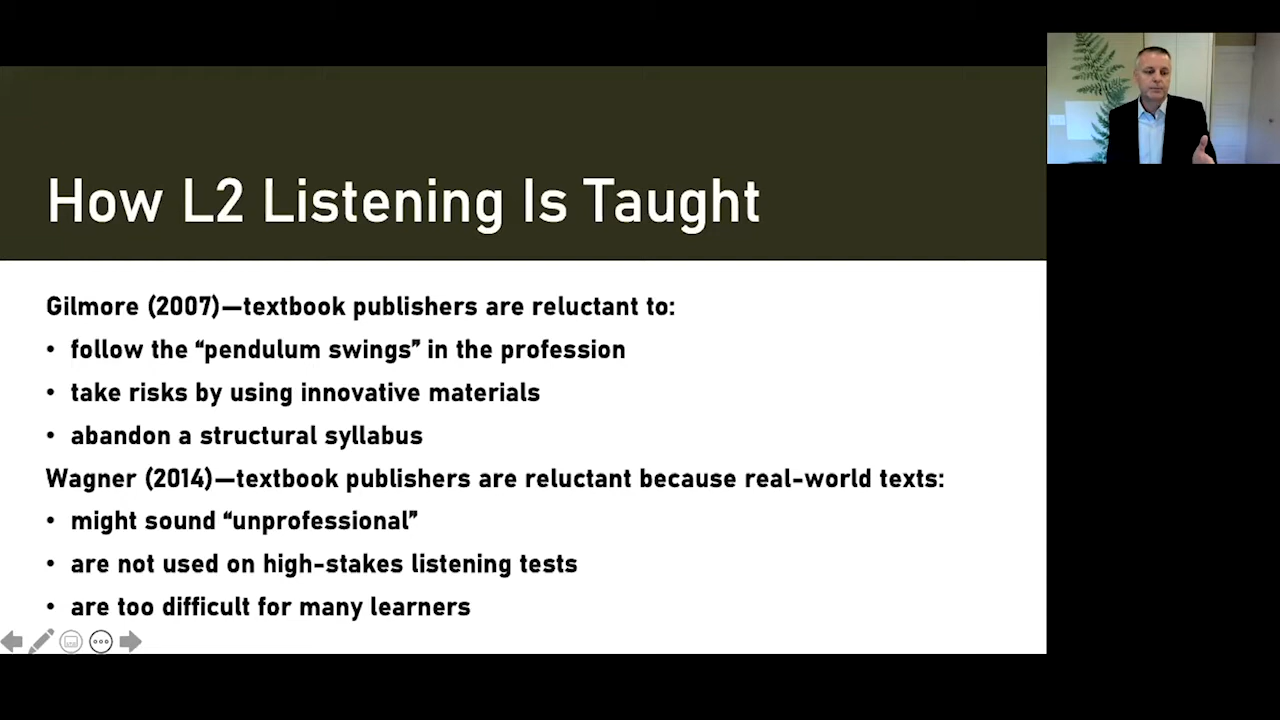 How L2 Listening Is Taught
Gilmore (2007)—textbook publishers are reluctant to:
• follow the “pendulum swings” in the profession
• take risks by using innovative materials
• abandon a structural syllabus
Wagner (2014)—textbook publishers are reluctant because real-world texts:
• might sound “unprofessional”
• are not used on high-stakes listening tests
• are too difficult for many learners